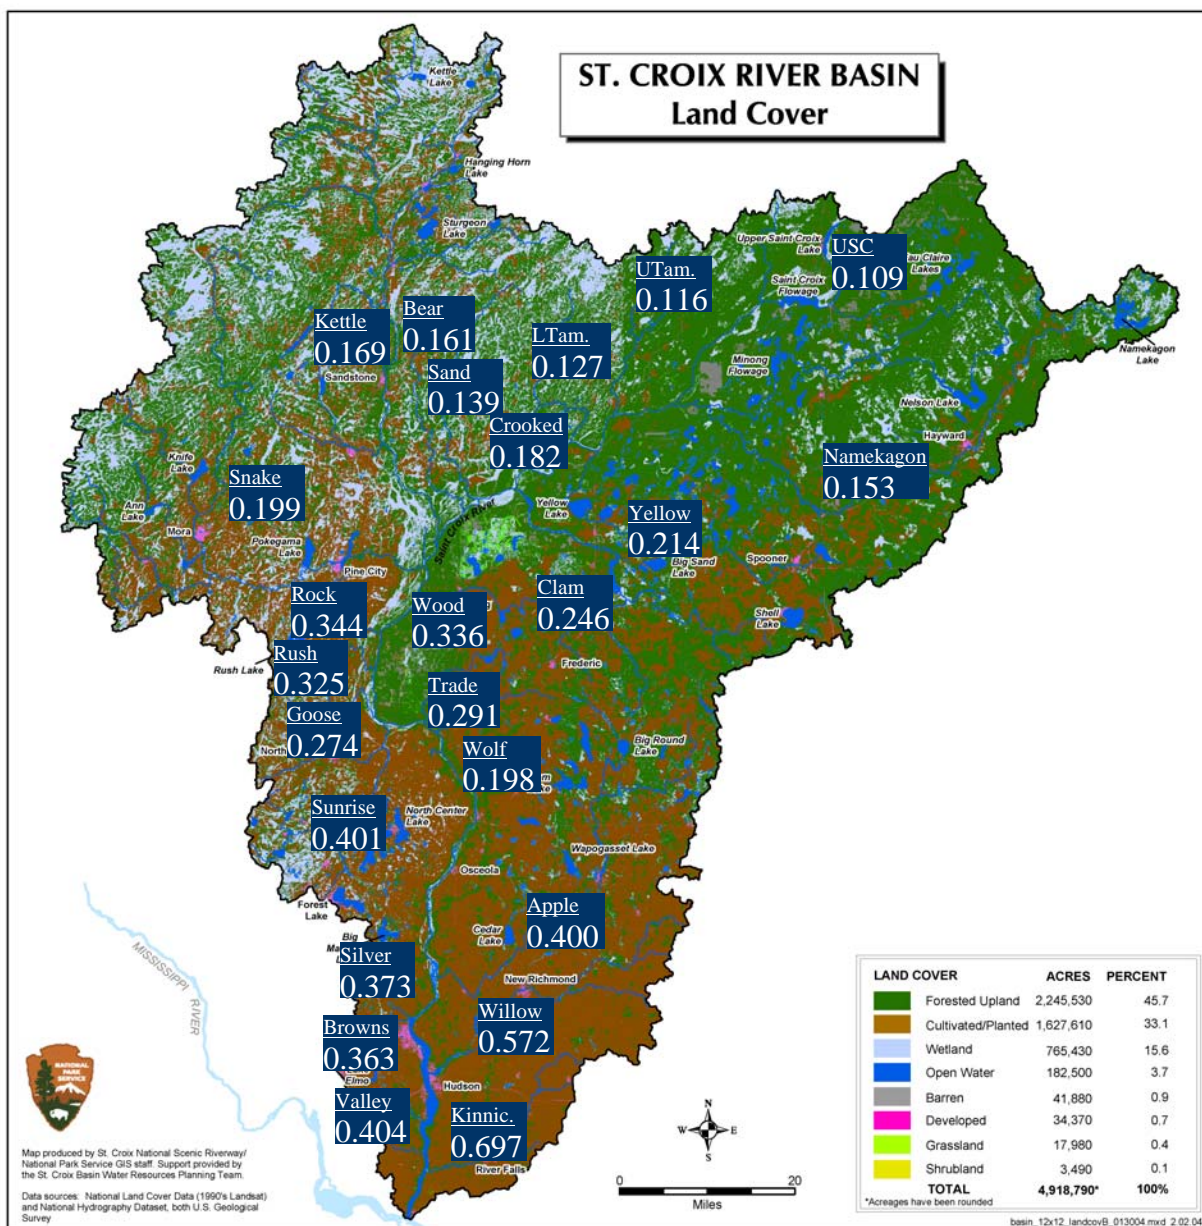 ST. CROIX RIVER BASIN
Land Cover
Kettle
Lake
Hanging Horn
Lake
Sturgeon
Lake
Upper Saint Croix
Lake
USC
0.109
au Claire
Lakes
UTam.
0.116
Saint Croix
Flowage
Bear
0.161
Kettle
0.169
Sandstone
LTam.
0.127
Namekagon
Lake
Minong
Flowage
Sand
0.139
Nelson Lake
Crooked
0.182
Hayward
Namekagon
0.153
Knife
Lake
Snake
0.199
Ann
Lake
Mora
Yellow
Lake
Yellow
0.214
Saint Croix River
Pokegama
Lake
Pine City
Big Sand
Lake
Spooner
Clam
0.246
Rock
0.344
Wood
0.336
Shell
Lake
Rush Lake
Rush
0.325
Frederic
Trade
0.291
Goose
0.274
North
Wolf
0.198
Big Round
Lake
Lake
Sunrise
0.401
North Center
Lake
Wapogasset Lake
Osceola
Forest
Lake
Apple
0.400
Cedar
Lake
Big
Silver
0.373
New Richmond
MISSISSIPPI
RIVER
Willow
0.572
Browns
0.363
Elmo
Hudson
Valley
0.404
Kinnic.
0.697
River Falls
NATIONAL
PARK
SERVICE
Map produced by St. Croix National Scenic Riverway/
National Park Service GIS staff. Support provided by
the St. Croix Basin Water Resources Planning Team.
Data sources: National Land Cover Data (1990's Landsat)
and National Hydrography Dataset, both U.S. Geological
Survey
N
W E
S
0 20
Miles
LAND COVER ACRES PERCENT
Forested Upland 2,245,530 45.7
Cultivated/Planted 1,627,610 33.1
Wetland 765,430 15.6
Open Water 182,500 3.7
Barren 41,880 0.9
Developed 34,370 0.7
Grassland 17,980 0.4
Shrubland 3,490 0.1
TOTAL 4,918,790* 100%
*Acreages have been rounded
basin_12x12_landcovB_013004.mxd 2.02.04